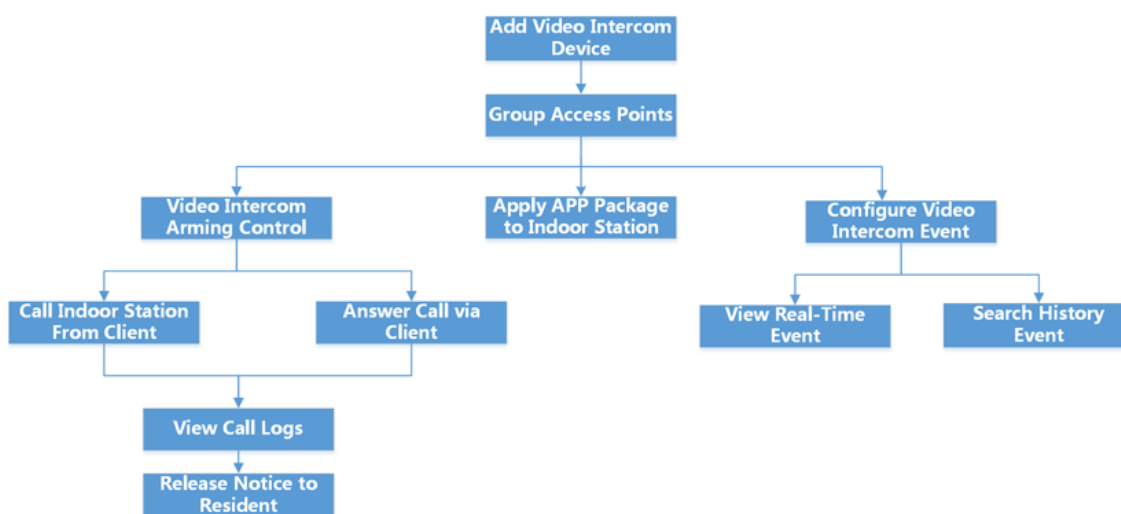 Add Video Intercom
Device
Group Access Points
Video Intercom
Arming Control
Apply APP Package
to Indoor Station
Configure Video
Intercom Event
Call Indoor Station
From Client
Answer Call via
Client
View Real-Time
Event
Search History
Event
View Call Logs
Release Notice to
Resident